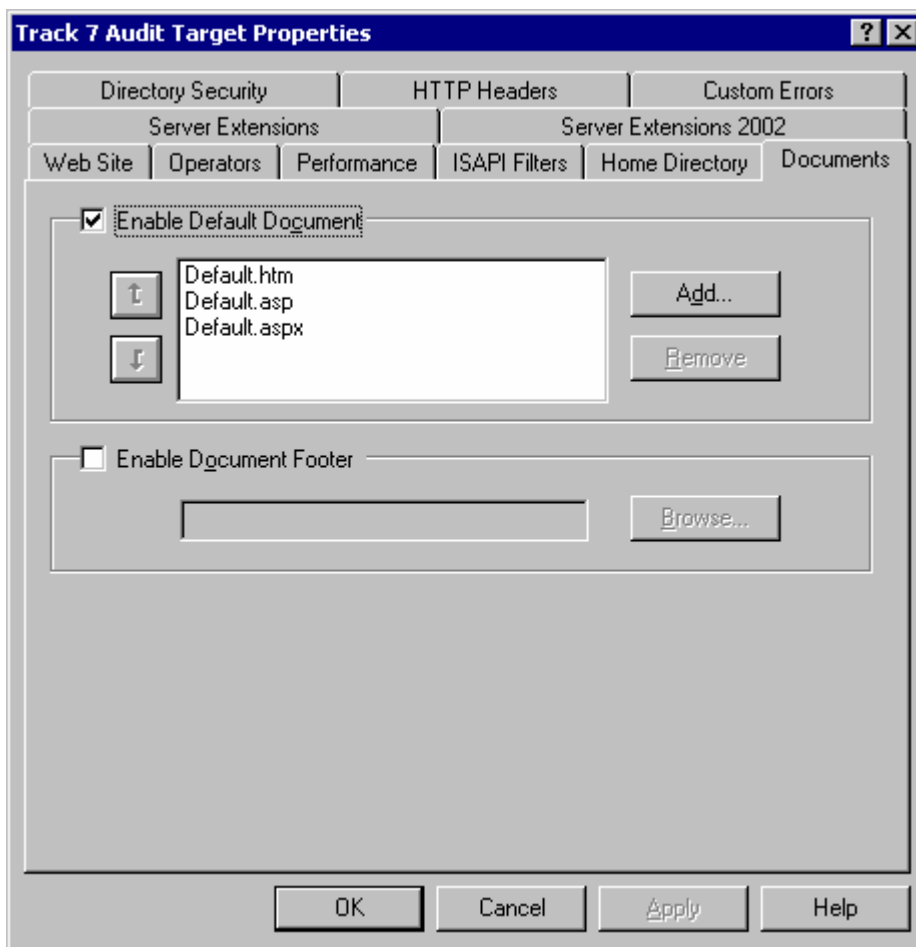 Track 7 Audit Target Properties
Directory Security HTTP Headers Custom Errors
Server Extensions Server Extensions 2002
Web Site Operators Performance ISAPI Filters Home Directory Documents
Enable Default Document
Default.htm
Default.asp
Default.aspx
Add...
Remove
Enable Document Footer
Browse...
OK Cancel Apply Help